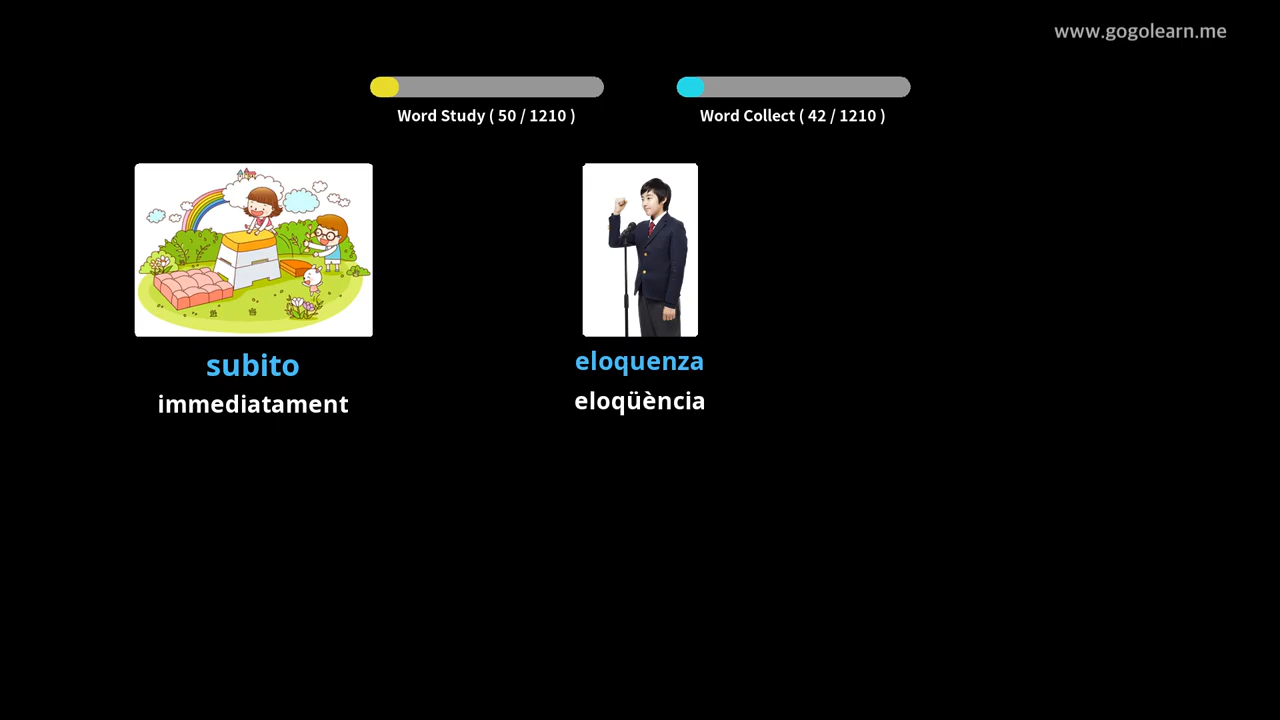 www.gogolearn.me
Word Study ( 50 / 1210 )
Word Collect ( 42 / 1210 )
subito
immediatament
eloquenza
eloqüència